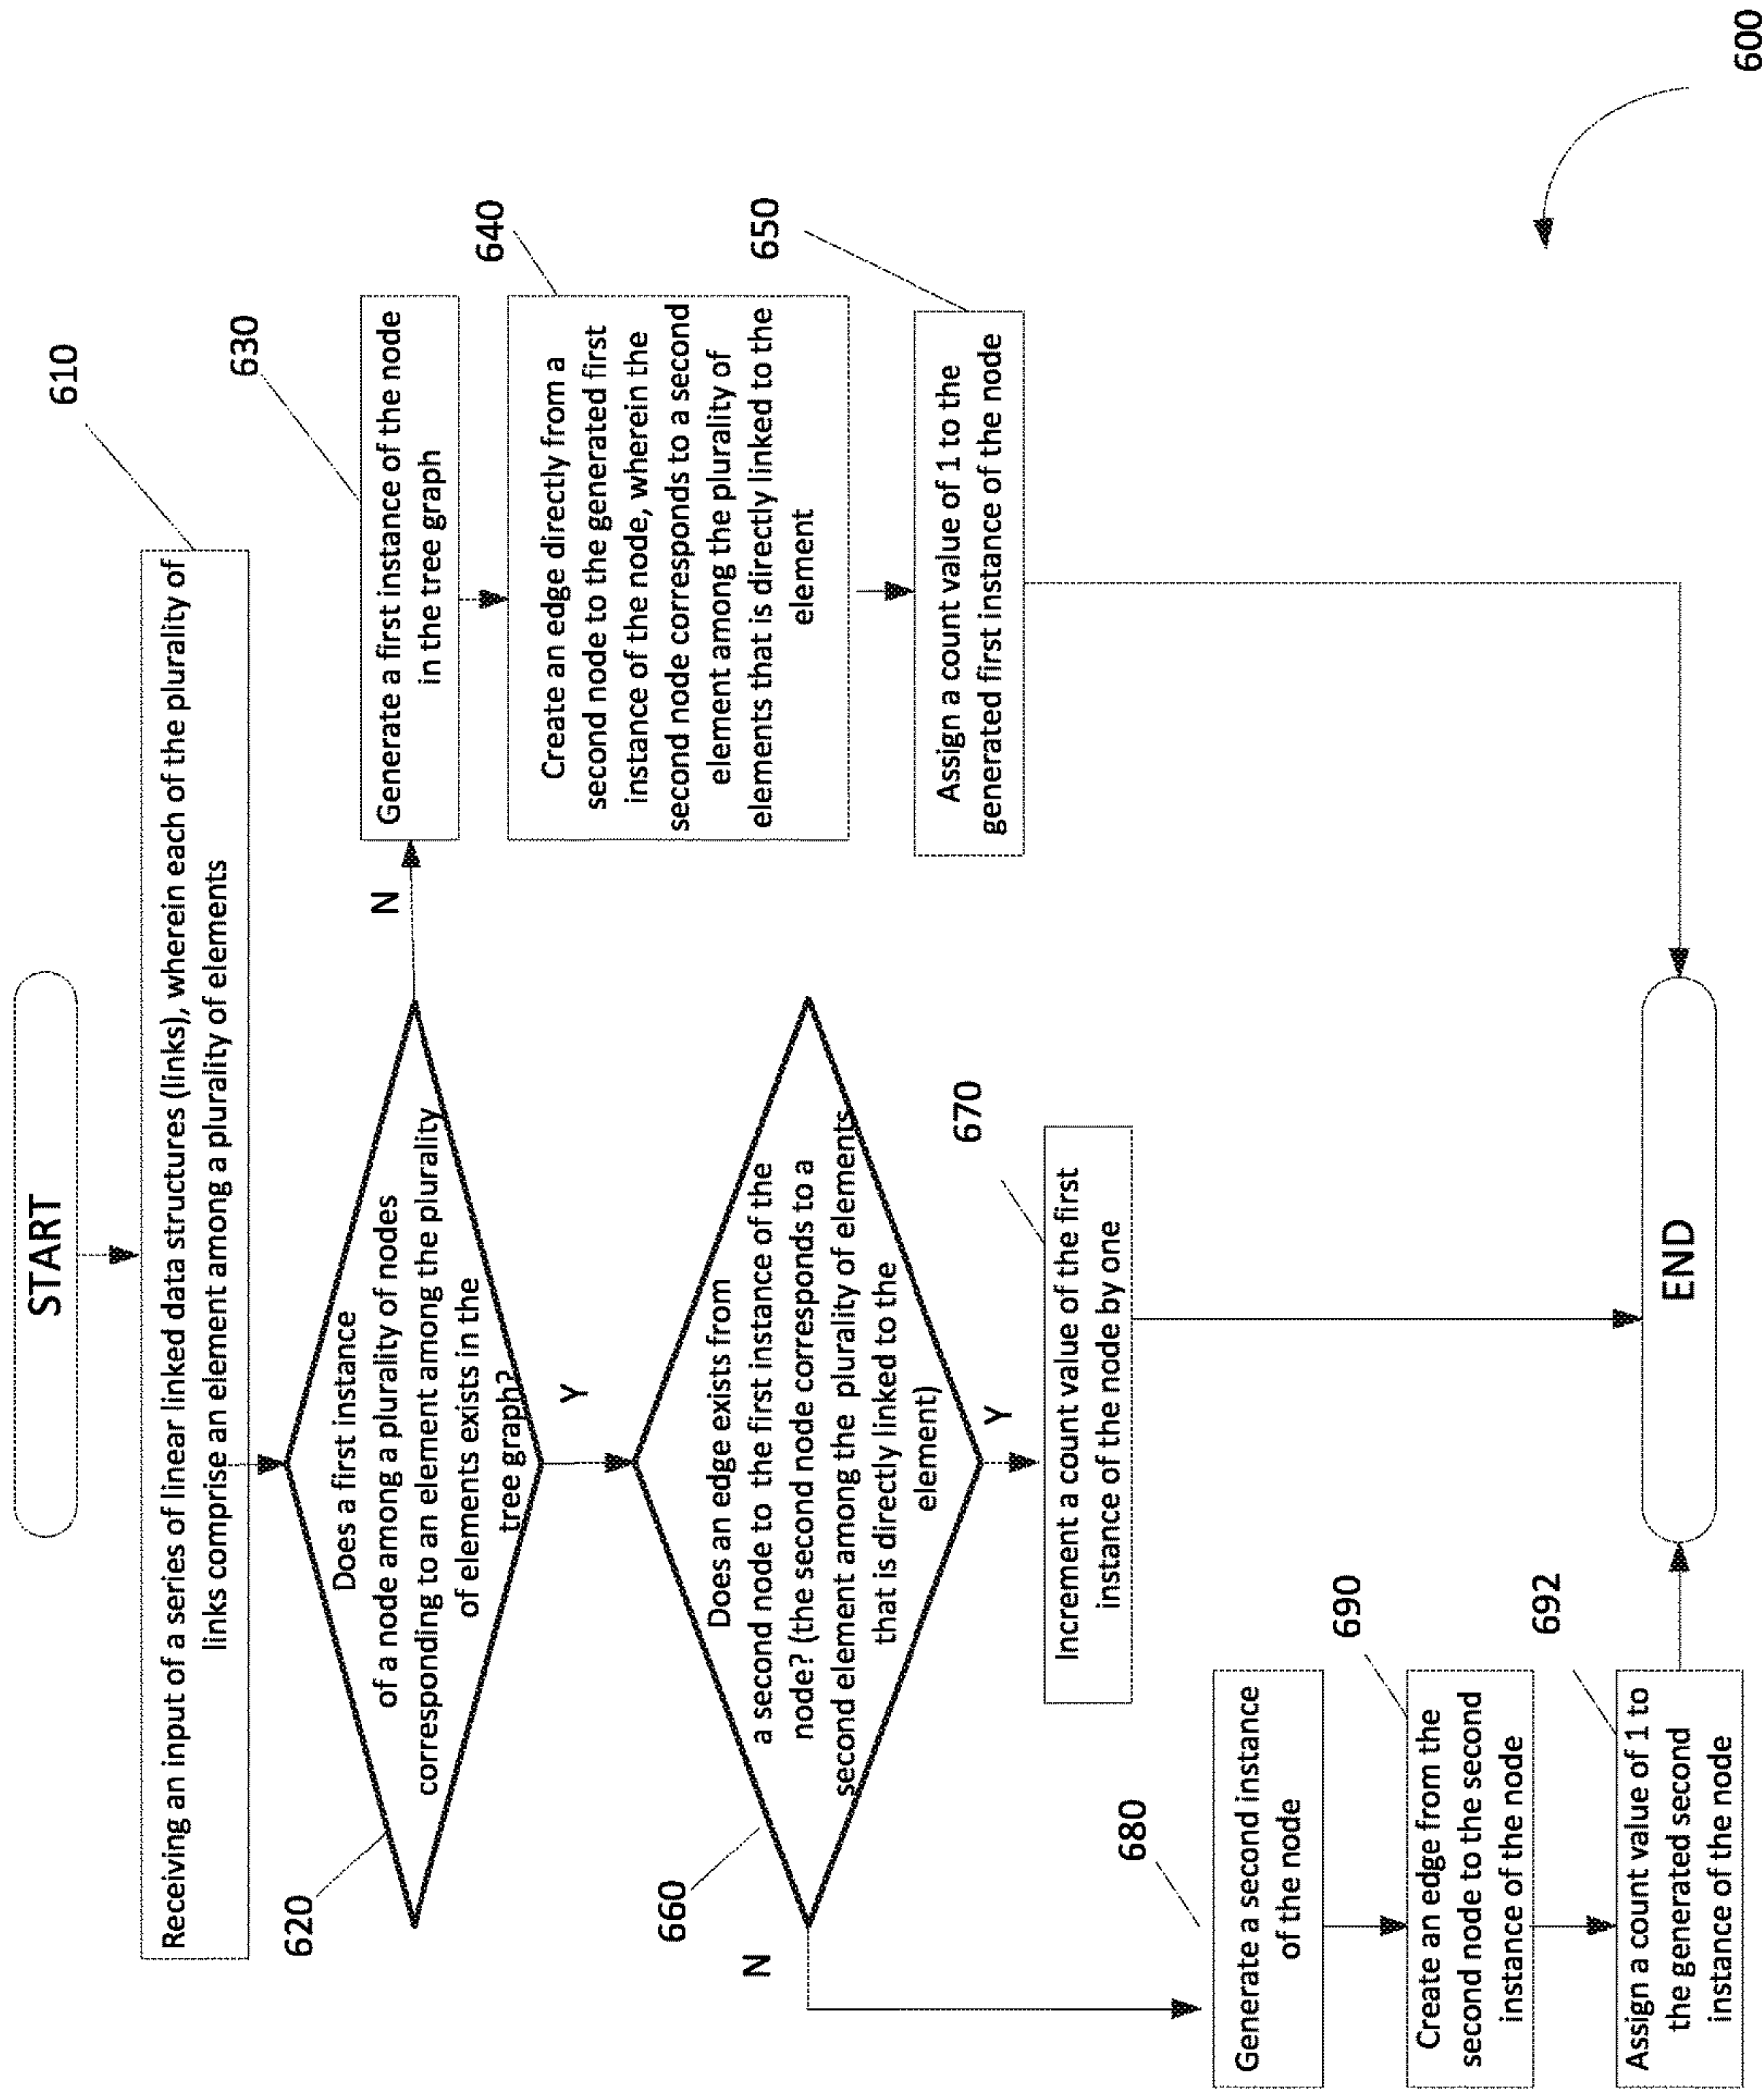 START
610
Receiving an input of a series of linear linked data structures (links), wherein each of the plurality of
links comprise an element among a plurality of elements
620
Does a first instance
of a node among a plurality of nodes
corresponding to an element among the plurality
of elements exists in the
tree graph?
N
Y
630
Generate a first instance of the node
in the tree graph
640
Create an edge directly from a
second node to the generated first
instance of the node, wherein the
second node corresponds to a second
element among the plurality of
elements that is directly linked to the
element
650
Assign a count value of 1 to the
generated first instance of the node
660
Does an edge exists from
a second node to the first instance of the
node? (the second node corresponds to a
second element among the plurality of elements
that is directly linked to the
element)
N
Y
670
Increment a count value of the first
instance of the node by one
680
Generate a second instance
of the node
690
Create an edge from the
second node to the second
instance of the node
692
Assign a count value of 1 to
the generated second
instance of the node
END
600